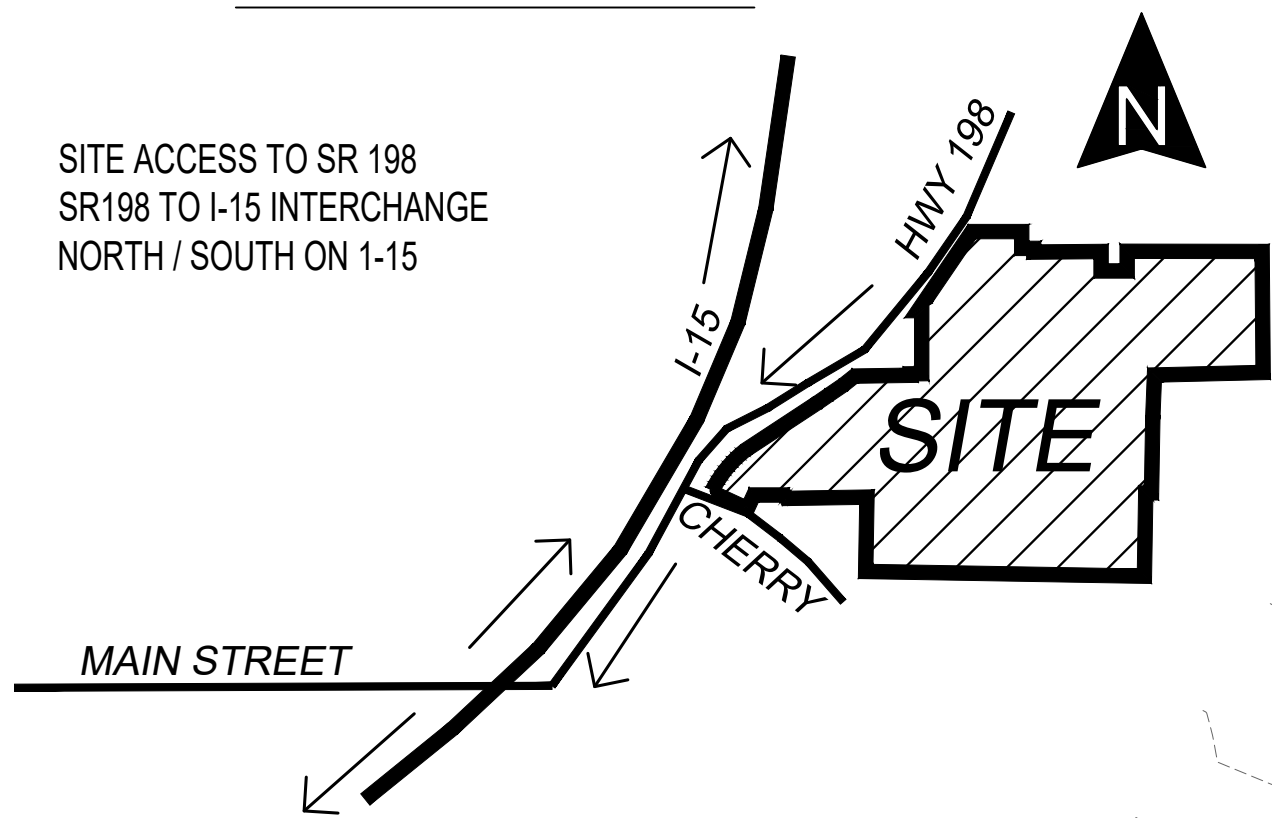 N
HWY 198
SITE ACCESS TO SR 198
SR198 TO I-15 INTERCHANGE
NORTH / SOUTH ON 1-15
I-15
SITE
CHERRY
MAIN STREET